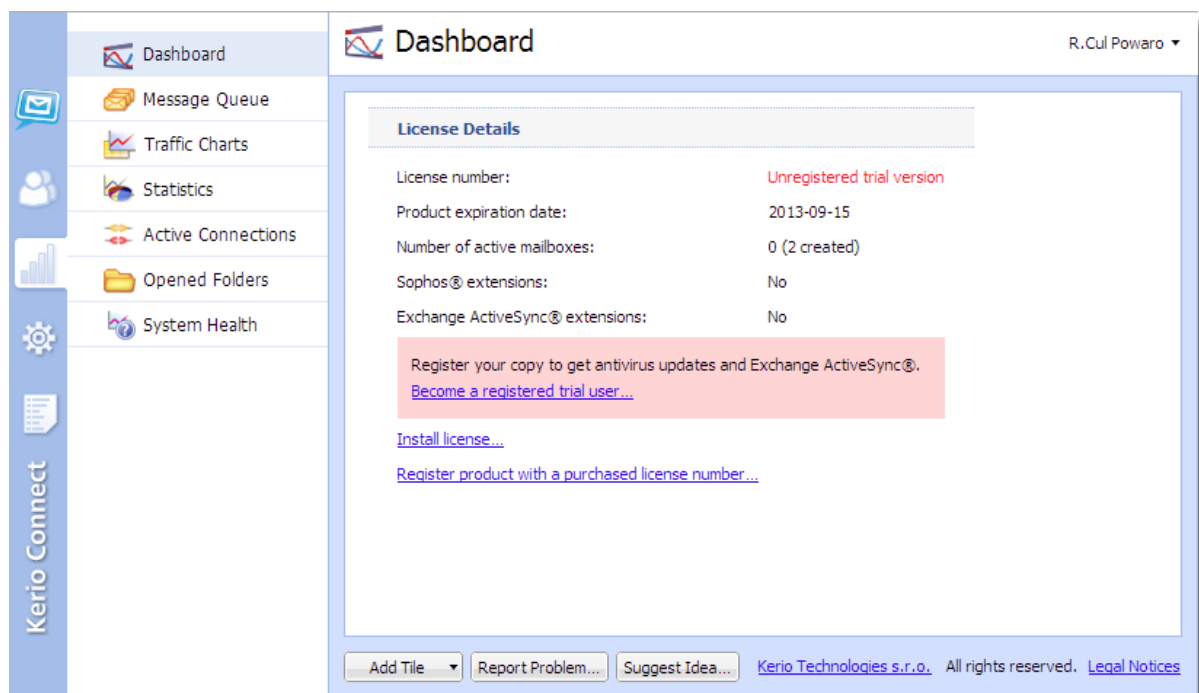 Dashboard
Message Queue
Traffic Charts
Statistics
Active Connections
Opened Folders
System Health
Kerio Connect
Dashboard
R.Cul Powaro
License Details
License number: Unregistered trial version
Product expiration date: 2013-09-15
Number of active mailboxes: 0 (2 created)
Sophos® extensions: No
Exchange ActiveSync® extensions: No
Register your copy to get antivirus updates and Exchange ActiveSync®.
Become a registered trial user...
Install license...
Register product with a purchased license number...
Add Tile Report Problem... Suggest Idea... Kerio Technologies s.r.o. All rights reserved. Legal Notices